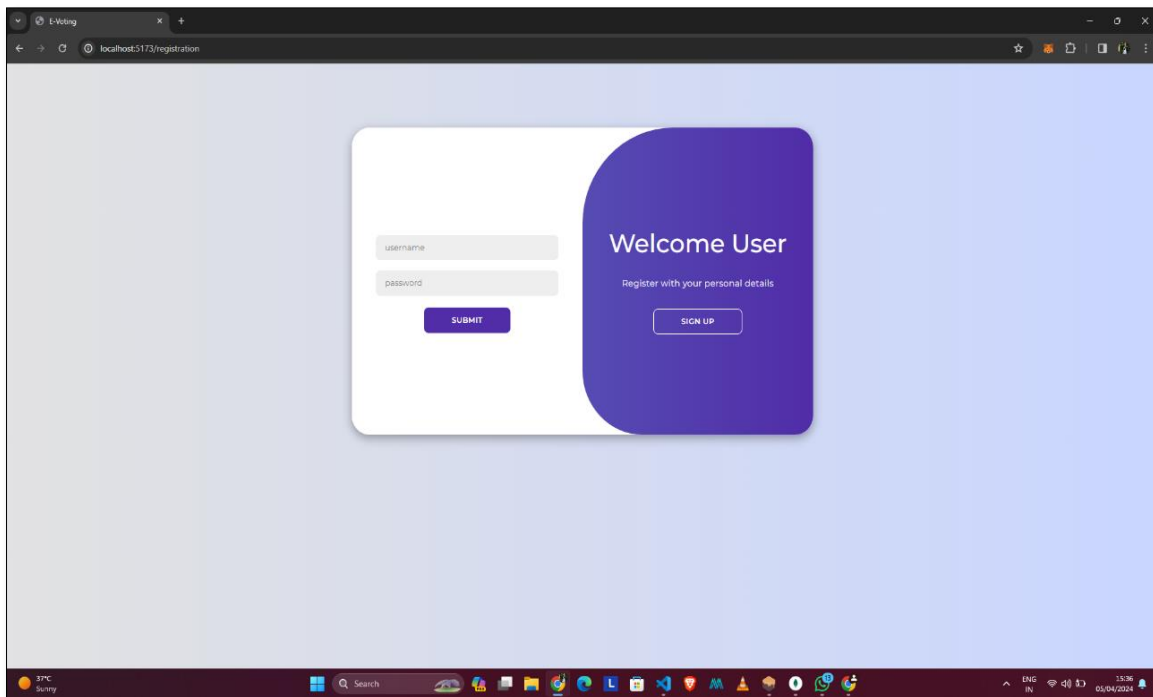 E-Voting
localhost:5173/registration
username
password
SUBMIT
Welcome User
Register with your personal details
SIGN UP
37°C
Sunny
Search
L
ENG
IN
15:36
05/04/2024